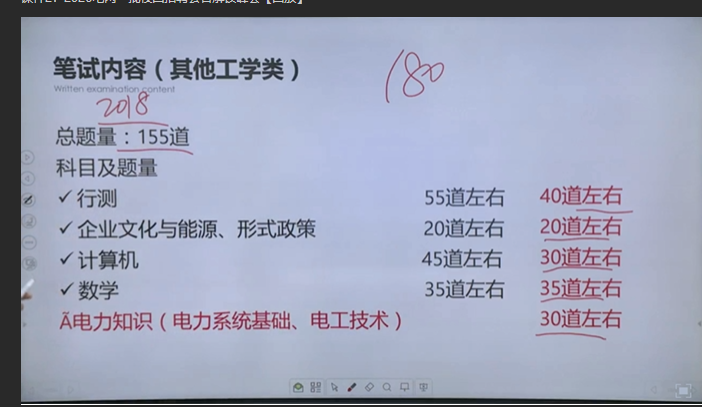 笔试内容（其他工学类）
180
Written examination content
2018
总题量：155道
科目及题量
✓ 行测 55道左右 40道左右
✓ 企业文化与能源、形式政策 20道左右 20道左右
✓ 计算机 45道左右 30道左右
✓ 数学 35道左右 35道左右
Ã电力知识（电力系统基础、电工技术） 30道左右